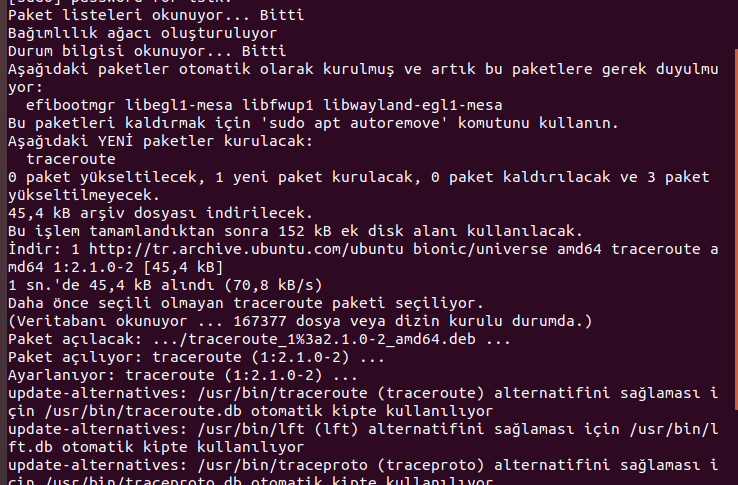 [sudo] password for
Paket listeleri okunuyor... Bitti
Bağımlılık ağacı oluşturuluyor
Durum bilgisi okunuyor... Bitti
Aşağıdaki paketler otomatik olarak kurulmuş ve artık bu paketlere gerek duyulmu
yor:
  efibootmgr libegl1-mesa libfwup1 libwayland-egl1-mesa
Bu paketleri kaldırmak için 'sudo apt autoremove' komutunu kullanın.
Aşağıdaki YENİ paketler kurulacak:
  traceroute
0 paket yükseltilecek, 1 yeni paket kurulacak, 0 paket kaldırılacak ve 3 paket
yükseltilmeyecek.
45,4 kB arşiv dosyası indirilecek.
Bu işlem tamamlandıktan sonra 152 kB ek disk alanı kullanılacak.
İndir: 1 http://tr.archive.ubuntu.com/ubuntu bionic/universe amd64 traceroute a
md64 1:2.1.0-2 [45,4 kB]
1 sn.'de 45,4 kB alındı (70,8 kB/s)
Daha önce seçili olmayan traceroute paketi seçiliyor.
(Veritabanı okunuyor ... 167377 dosya veya dizin kurulu durumda.)
Paket açılacak: .../traceroute_1%3a2.1.0-2_amd64.deb ...
Paket açılıyor: traceroute (1:2.1.0-2) ...
Ayarlanıyor: traceroute (1:2.1.0-2) ...
update-alternatives: /usr/bin/traceroute (traceroute) alternatifini sağlaması i
çin /usr/bin/traceroute.db otomatik kipte kullanılıyor
update-alternatives: /usr/bin/lft (lft) alternatifini sağlaması için /usr/bin/l
ft.db otomatik kipte kullanılıyor
update-alternatives: /usr/bin/traceproto (traceproto) alternatifini sağlaması i
çin /usr/bin/traceproto.db otomatik kipte kullanılıyor